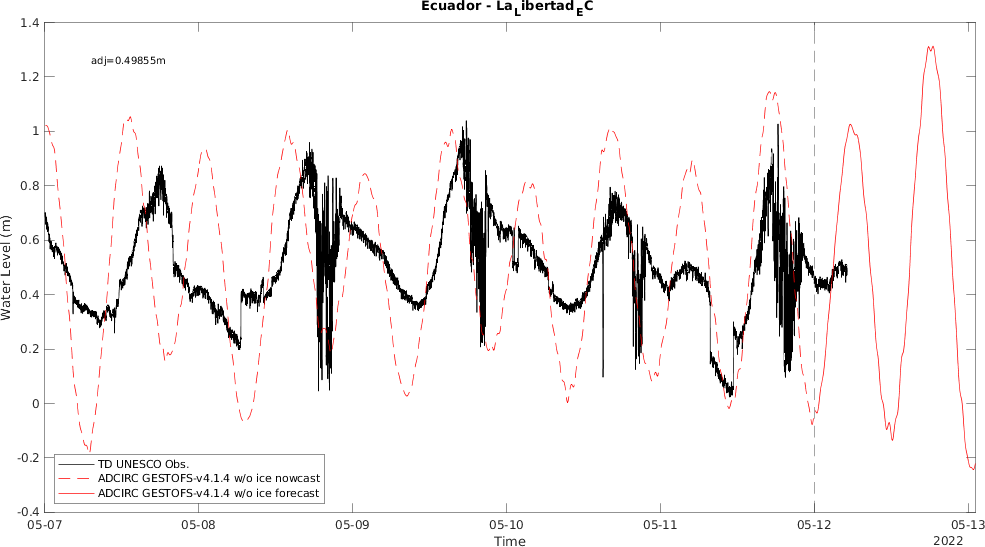 Ecuador - LaLibertadEC
adj=0.49855m
1.4
1.2
1
0.8
0.6
0.4
0.2
0
-0.2
-0.4
Water Level (m)
TD UNESCO Obs.
ADCIRC GESTOFS-v4.1.4 w/o ice nowcast
ADCIRC GESTOFS-v4.1.4 w/o ice forecast
05-07 05-08 05-09 05-10 05-11 05-12 05-13
Time
2022